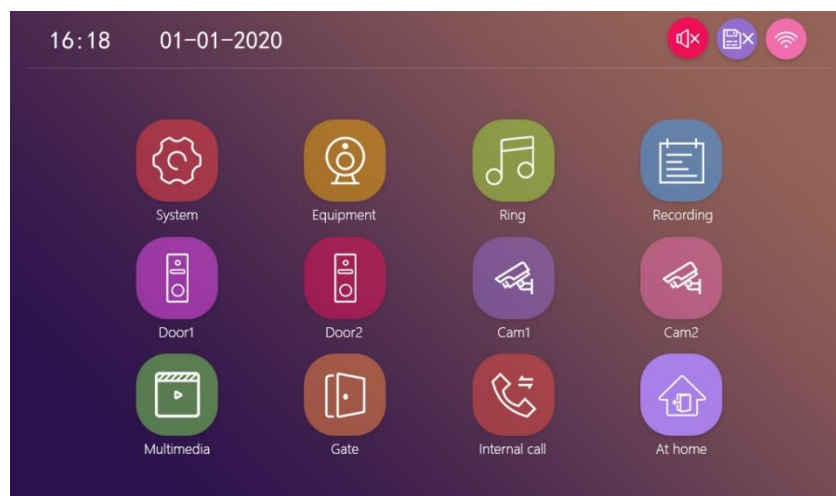 16:18 01-01-2020
System Equipment Ring Recording
Door1 Door2 Cam1 Cam2
Multimedia Gate Internal call At home